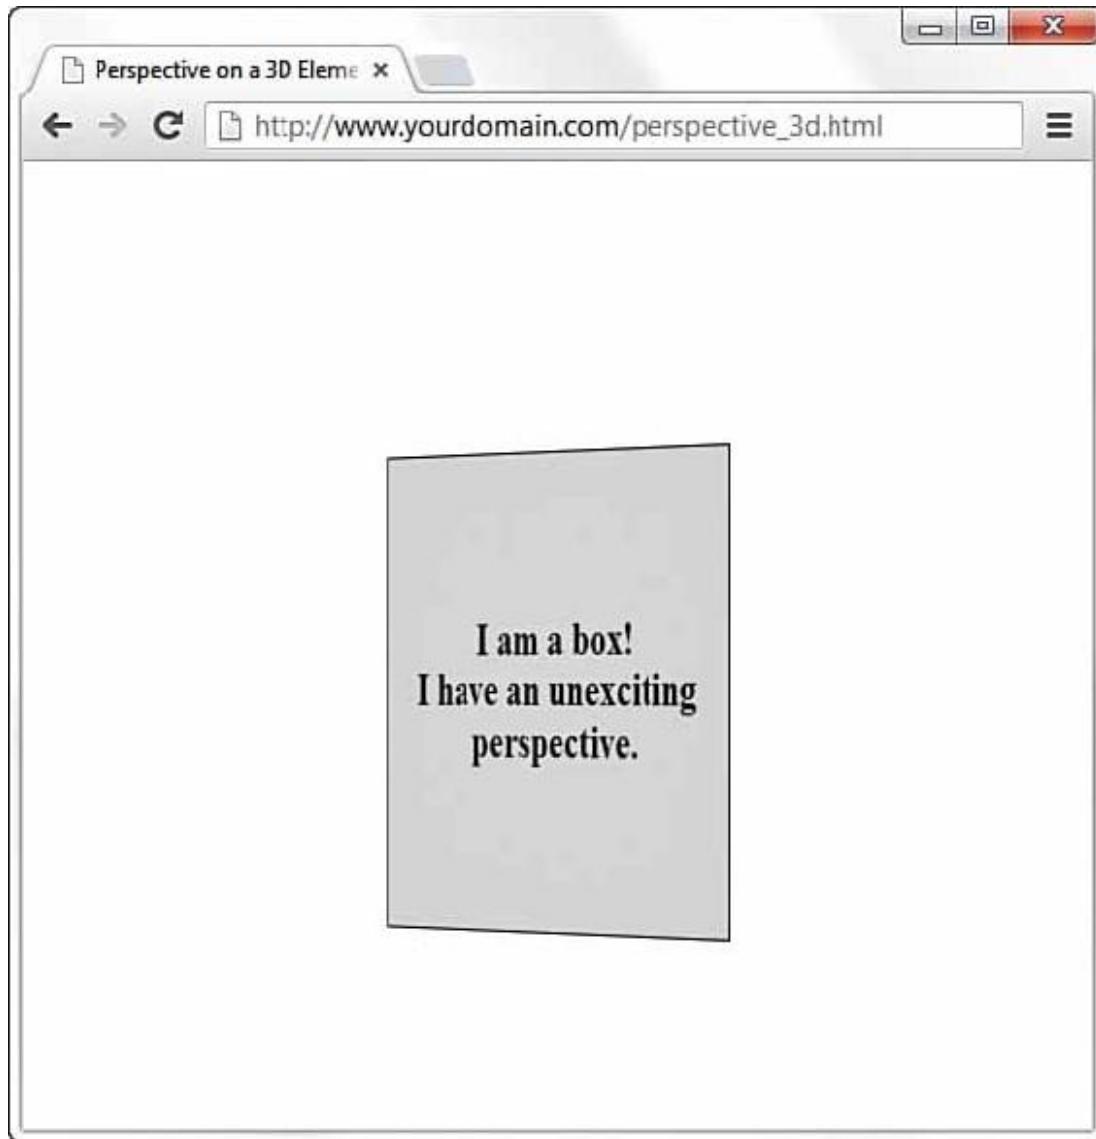 Perspective on a 3D Eleme
http://www.yourdomain.com/perspective_3d.html
I am a box!
I have an unexciting
perspective.